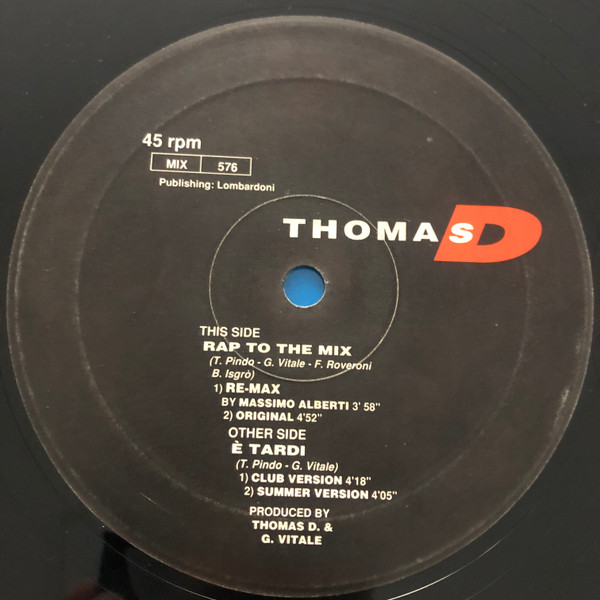 45 rpm
MIX 576
Publishing: Lombardoni
THOMAS D
THIS SIDE
RAP TO THE MIX
(T. Pindo - G. Vitale - F. Roveroni
B. Isgrò)
1) RE-MAX
BY MASSIMO ALBERTI 3' 58"
2) ORIGINAL 4'52"
OTHER SIDE
È TARDI
(T. Pindo - G. Vitale)
1) CLUB VERSION 4'18"
2) SUMMER VERSION 4'05"
PRODUCED BY
THOMAS D. &
G. VITALE